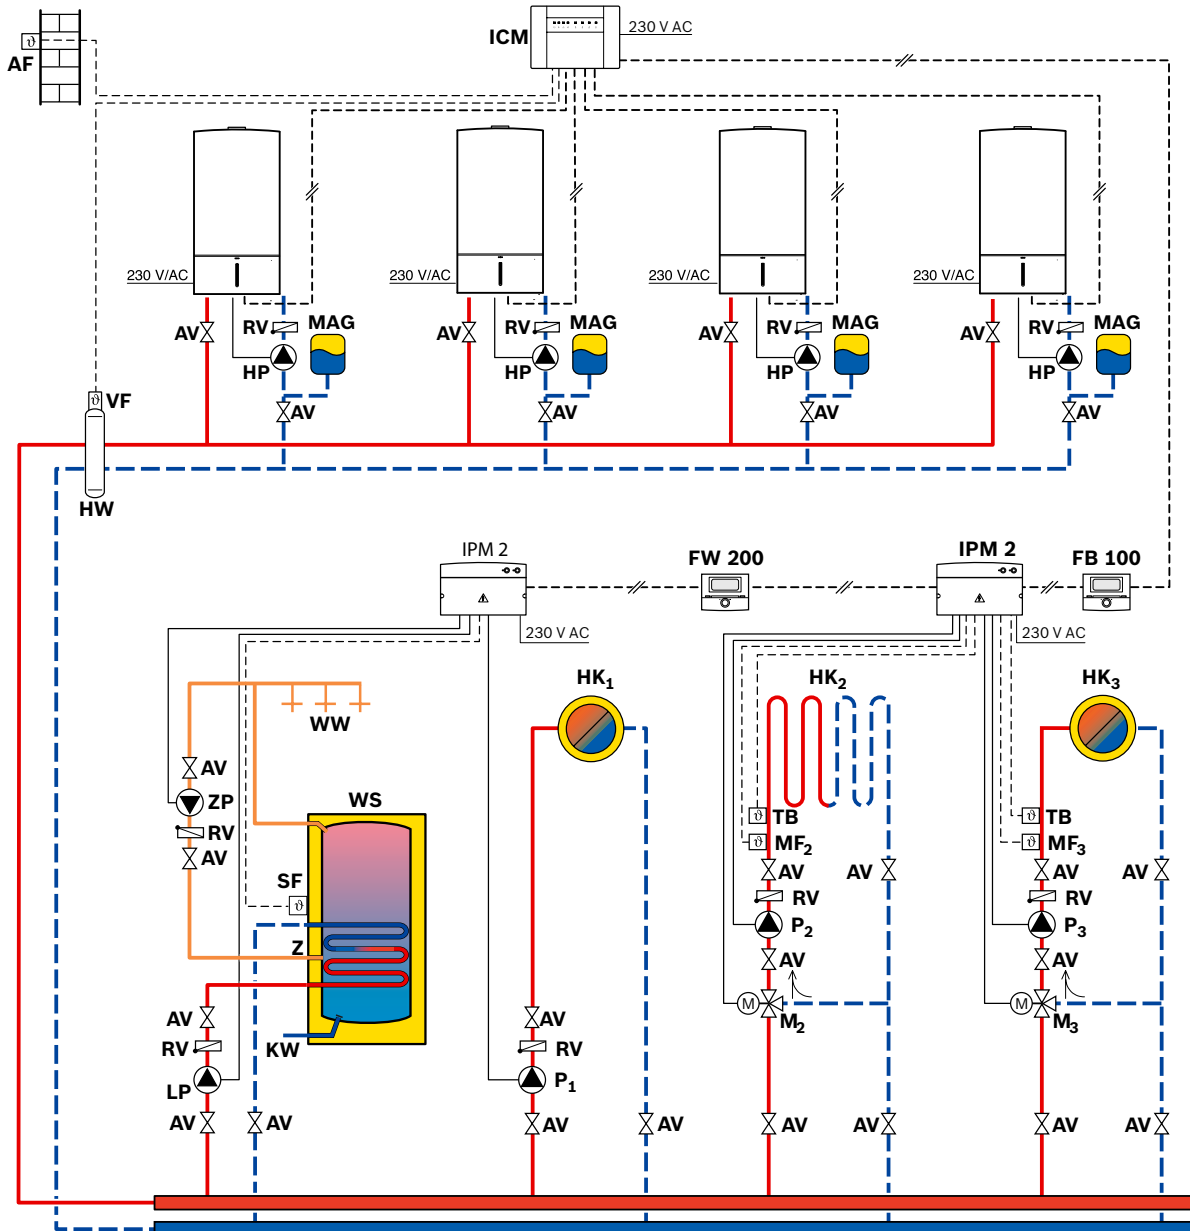 ICM
230 V AC
ϑ
AF
230 V/AC
230 V/AC
230 V/AC
230 V/AC
AV
RV
MAG
AV
RV
MAG
AV
RV
MAG
AV
RV
MAG
HP
HP
HP
HP
ϑ VF
AV
AV
AV
AV
HW
IPM 2
FW 200
IPM 2
FB 100
230 V AC
230 V AC
HK1
HK2
HK3
WW
AV
ZP
WS
RV
AV
ϑ TB
ϑ TB
ϑ MF2
ϑ MF3
AV
AV
AV
AV
SF
ϑ
RV
RV
P2
P3
Z
AV
AV
M
M2
M
M3
AV
AV
KW
RV
RV
LP
P1
AV
AV
AV
AV
AV
AV
AV
AV